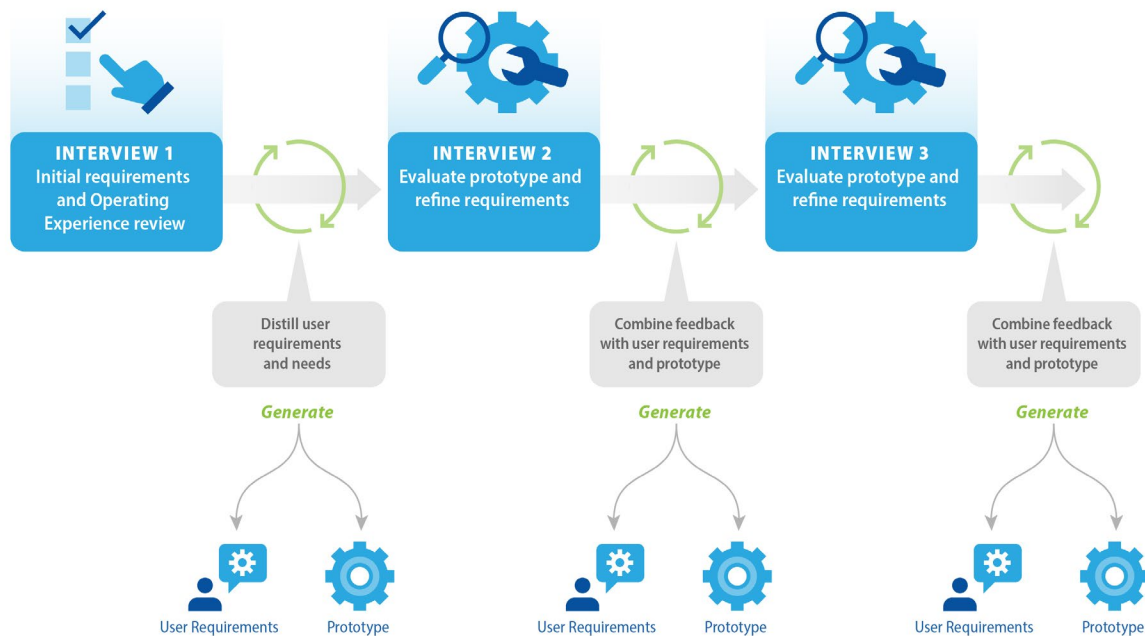 INTERVIEW 1
Initial requirements
and Operating
Experience review
INTERVIEW 2
Evaluate prototype and
refine requirements
INTERVIEW 3
Evaluate prototype and
refine requirements
Distill user
requirements
and needs
Combine feedback
with user requirements
and prototype
Combine feedback
with user requirements
and prototype
Generate
Generate
Generate
User Requirements
Prototype
User Requirements
Prototype
User Requirements
Prototype